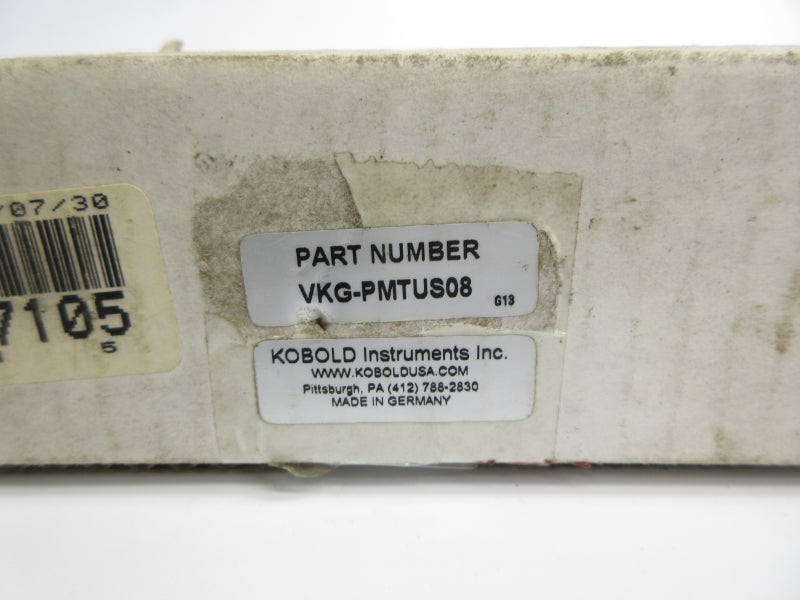 /07/30
7105
5
PART NUMBER
VKG-PMTUS08
G13
KOBOLD Instruments Inc.
WWW.KOBOLDUSA.COM
Pittsburgh, PA (412) 788-2830
MADE IN GERMANY